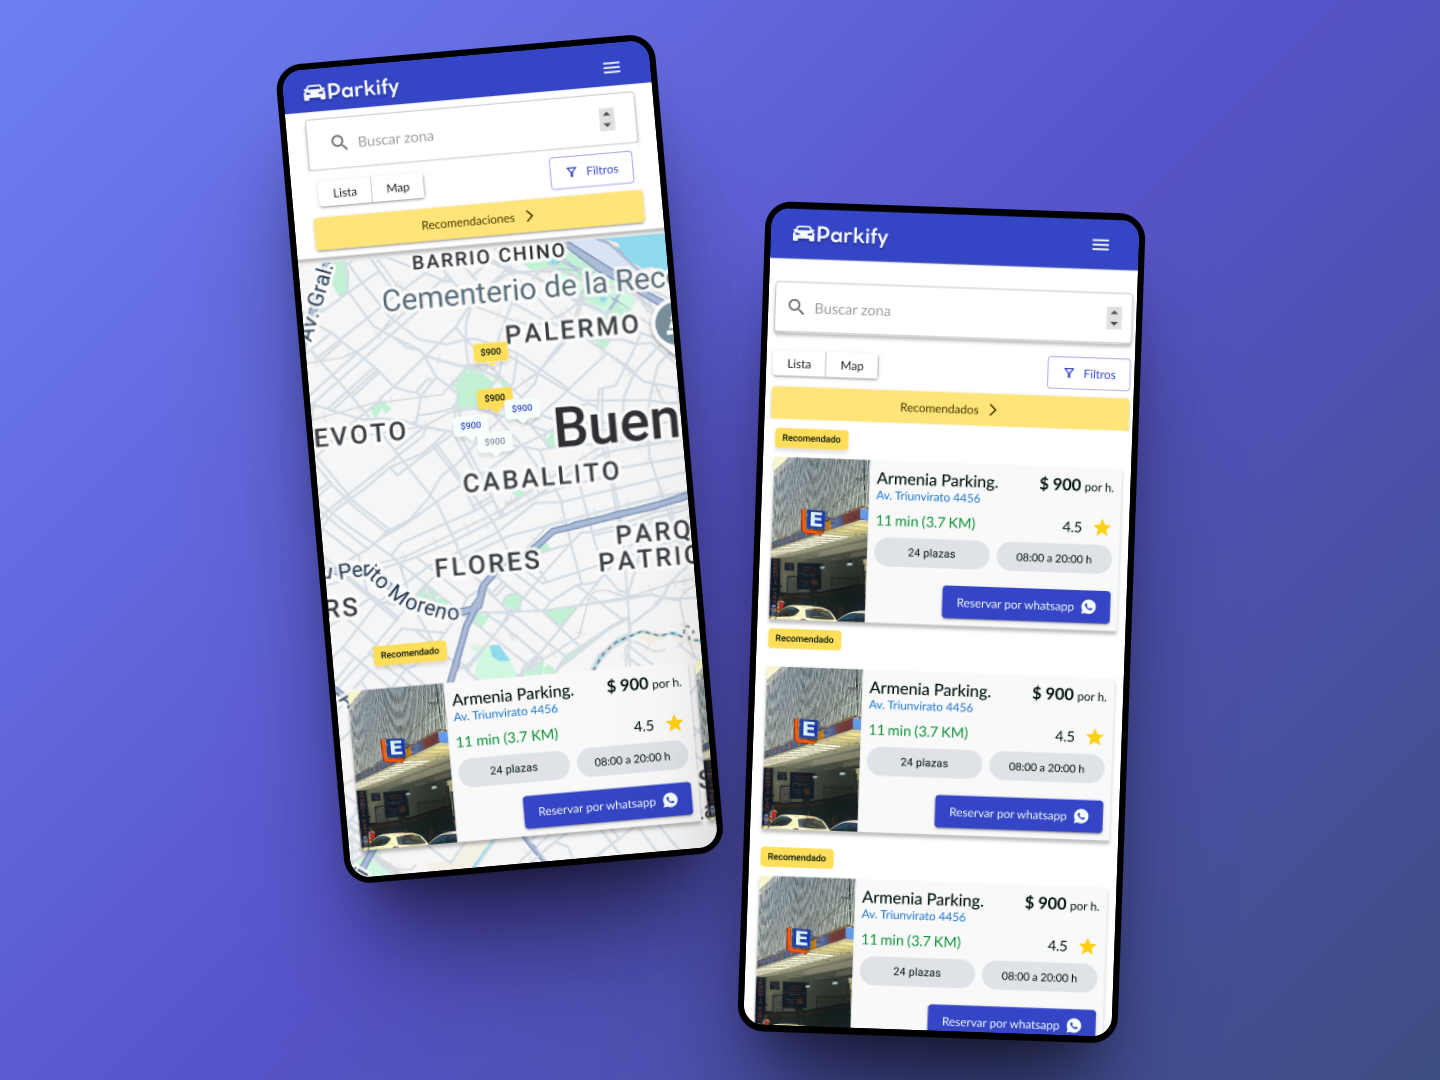 Parkify
Buscar zona
Lista
Map
Filtros
Recomendaciones
BARRIO CHINO
Cementerio de la Rec
Av. Gral.
PALERMO
$900
$900
$900
$900
$900
Buen
EVOTO
CABALLITO
PARQ
PATRIC
FLORES
Perito Moreno
RS
Recomendado
Armenia Parking.
$ 900 por h.
Av. Triunvirato 4456
11 min (3.7 KM)
4.5
E
24 plazas
08:00 a 20:00 h
Reservar por whatsapp
Parkify
Buscar zona
Lista
Map
Filtros
Recomendados
Recomendado
Armenia Parking.
$ 900 por h.
Av. Triunvirato 4456
11 min (3.7 KM)
4.5
E
24 plazas
08:00 a 20:00 h
Reservar por whatsapp
Recomendado
Armenia Parking.
$ 900 por h.
Av. Triunvirato 4456
11 min (3.7 KM)
4.5
E
24 plazas
08:00 a 20:00 h
Reservar por whatsapp
Recomendado
Armenia Parking.
$ 900 por h.
Av. Triunvirato 4456
11 min (3.7 KM)
4.5
E
24 plazas
08:00 a 20:00 h
Reservar por whatsapp